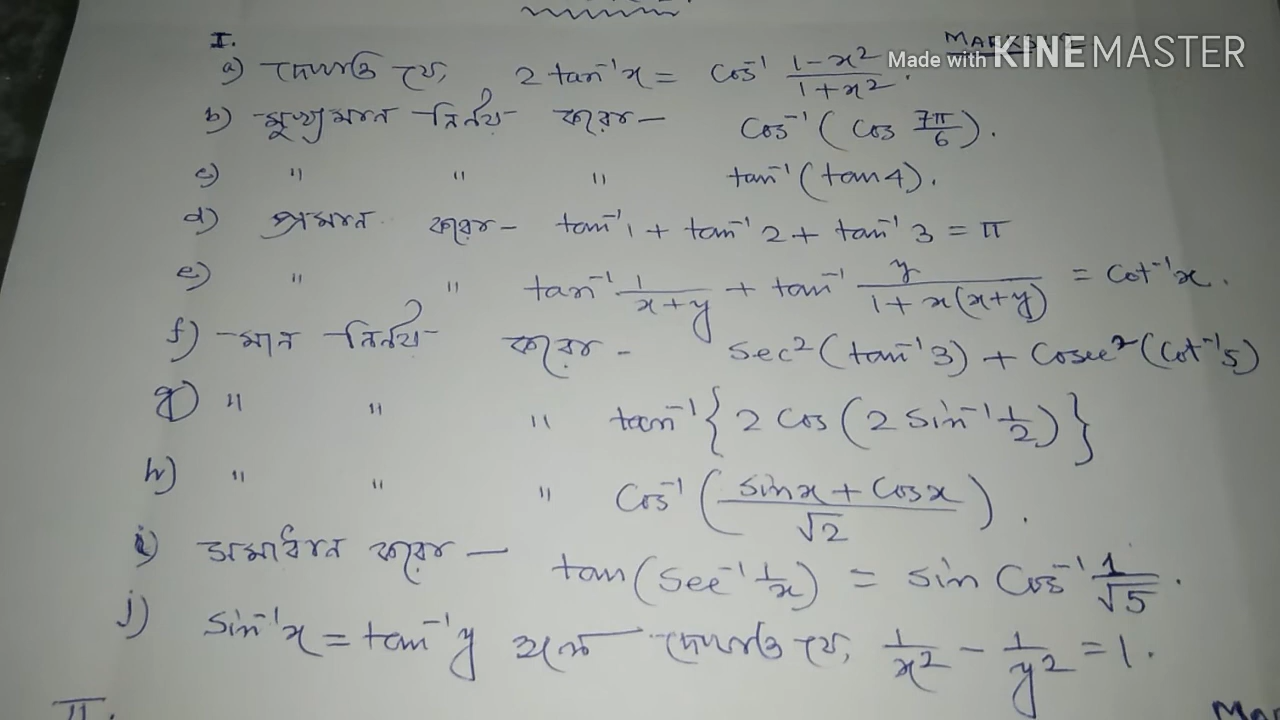 I.
MARKS
Made with KINEMASTER
a) দেখাও যে, 2 tan⁻¹x = cos⁻¹ (1-x²)/(1+x²).
b) মুখ্যমান নির্ণয় করো - cos⁻¹ (cos 7π/6).
c) " " " tan⁻¹ (tan 4).
d) প্রমান করো - tan⁻¹1 + tan⁻¹2 + tan⁻¹3 = π
e) " " tan⁻¹ 1/(x+y) + tan⁻¹ y/(1+x(x+y)) = cot⁻¹x.
f) মান নির্ণয় করো - sec²(tan⁻¹3) + cosec²(cot⁻¹5)
g) " " " tan⁻¹{2 cos(2 sin⁻¹ 1/2)}
h) " " " cos⁻¹ ((sinx + cosx)/√2).
i) সমাধান করো - tan(sec⁻¹ 1/x) = sin cos⁻¹ 1/√5.
j) sin⁻¹x = tan⁻¹y হলে দেখাও যে, 1/x² - 1/y² = 1.
II.